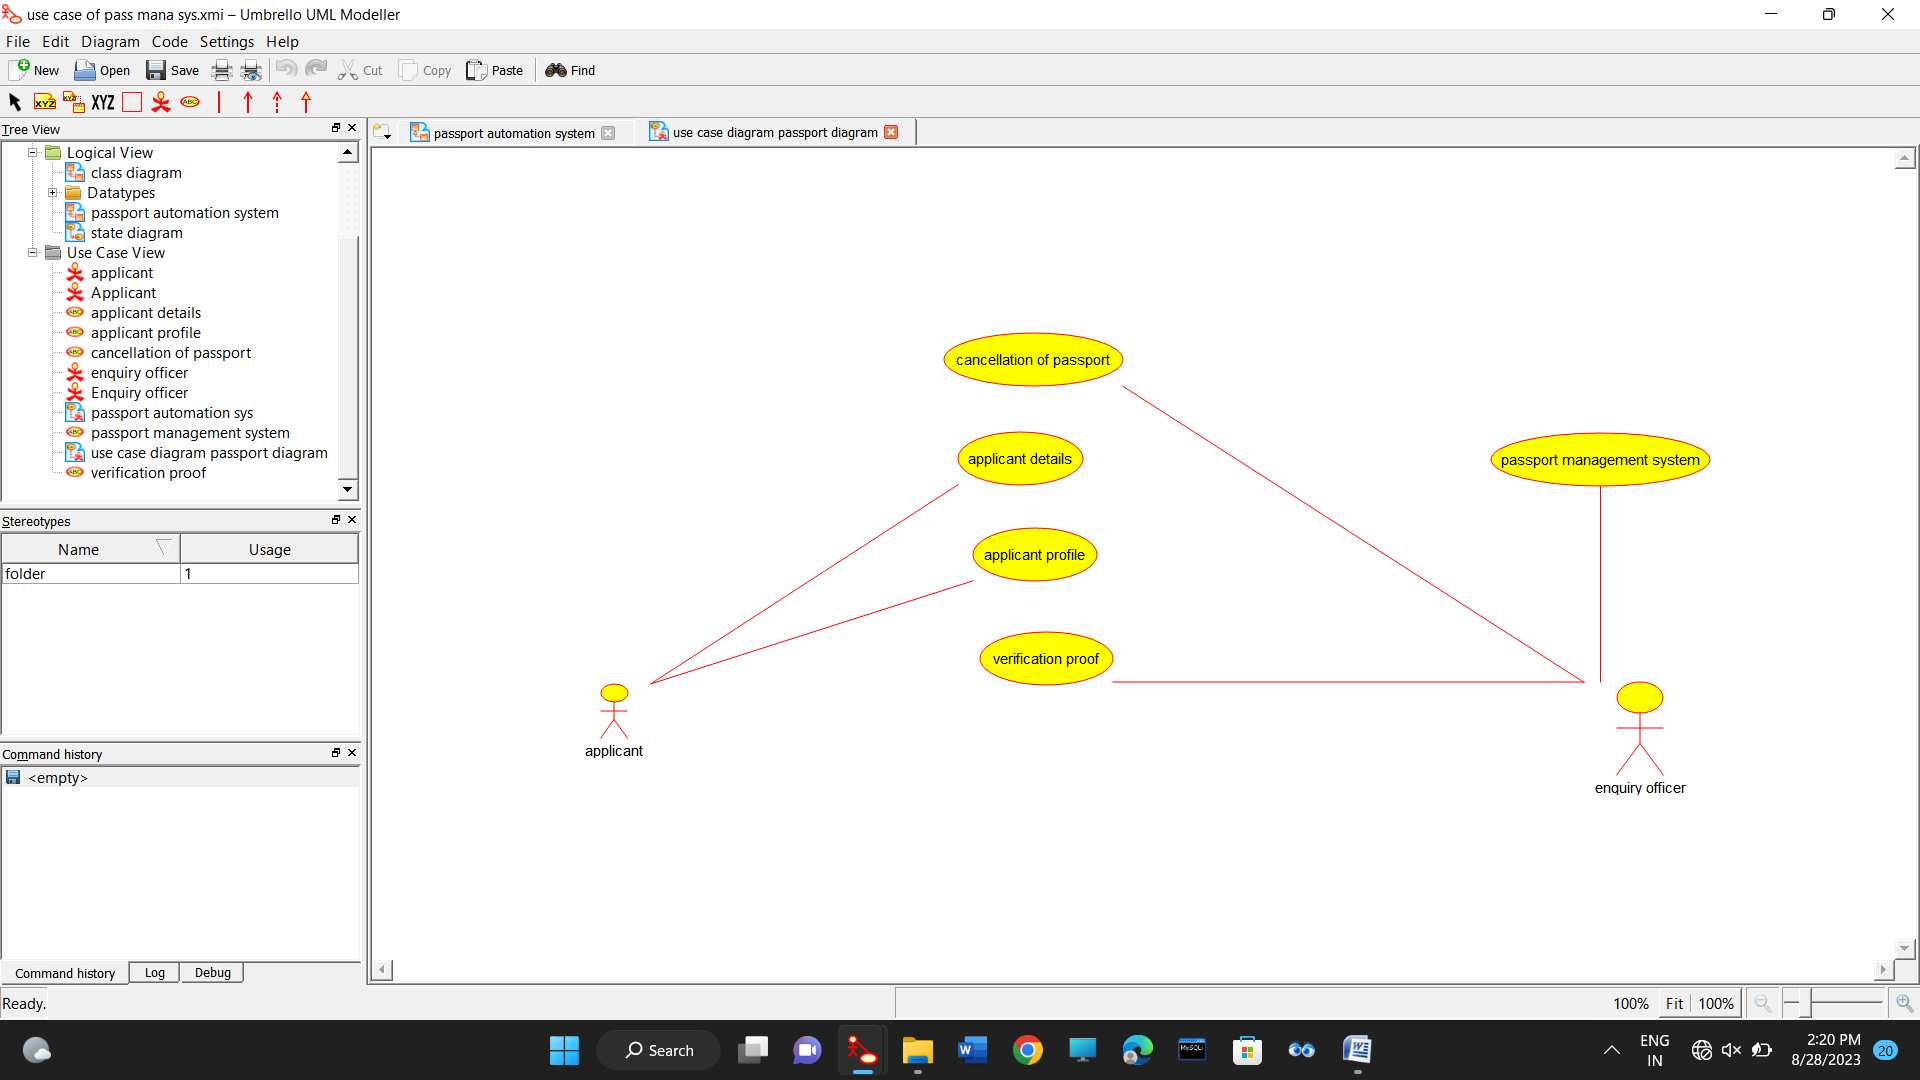 use case of pass mana sys.xmi – Umbrello UML Modeller
File Edit Diagram Code Settings Help
New Open Save Cut Copy Paste Find
XYZ XYZ XYZ ABC
Tree View
Logical View
class diagram
Datatypes
passport automation system
state diagram
Use Case View
applicant
Applicant
applicant details
applicant profile
cancellation of passport
enquiry officer
Enquiry officer
passport automation sys
passport management system
use case diagram passport diagram
verification proof
Stereotypes
Name Usage
folder 1
Command history
<empty>
Command history Log Debug
passport automation system use case diagram passport diagram
cancellation of passport
applicant details
passport management system
applicant profile
verification proof
applicant
enquiry officer
Ready.
100% Fit 100%
Search
MySQL
ENG
IN
2:20 PM
8/28/2023
20